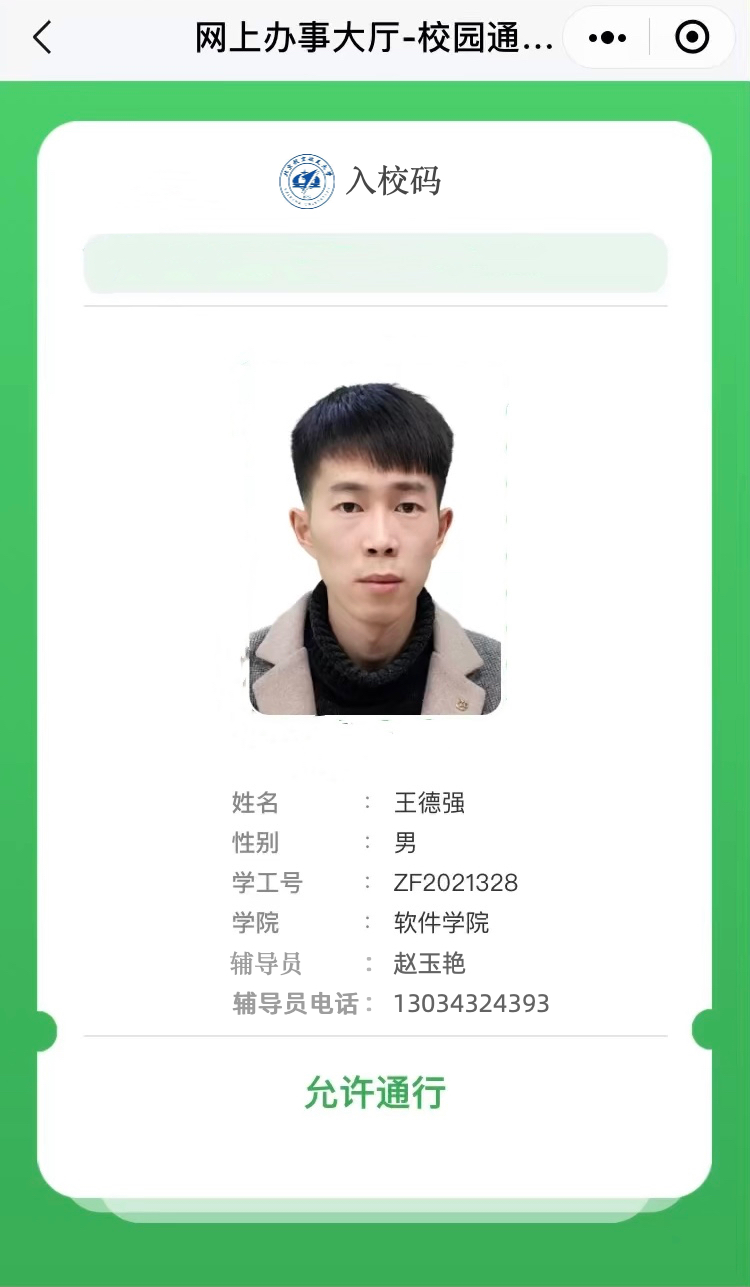 网上办事大厅-校园通...
入校码
姓名 : 王德强
性别 : 男
学工号 : ZF2021328
学院 : 软件学院
辅导员 : 赵玉艳
辅导员电话 : 13034324393
允许通行